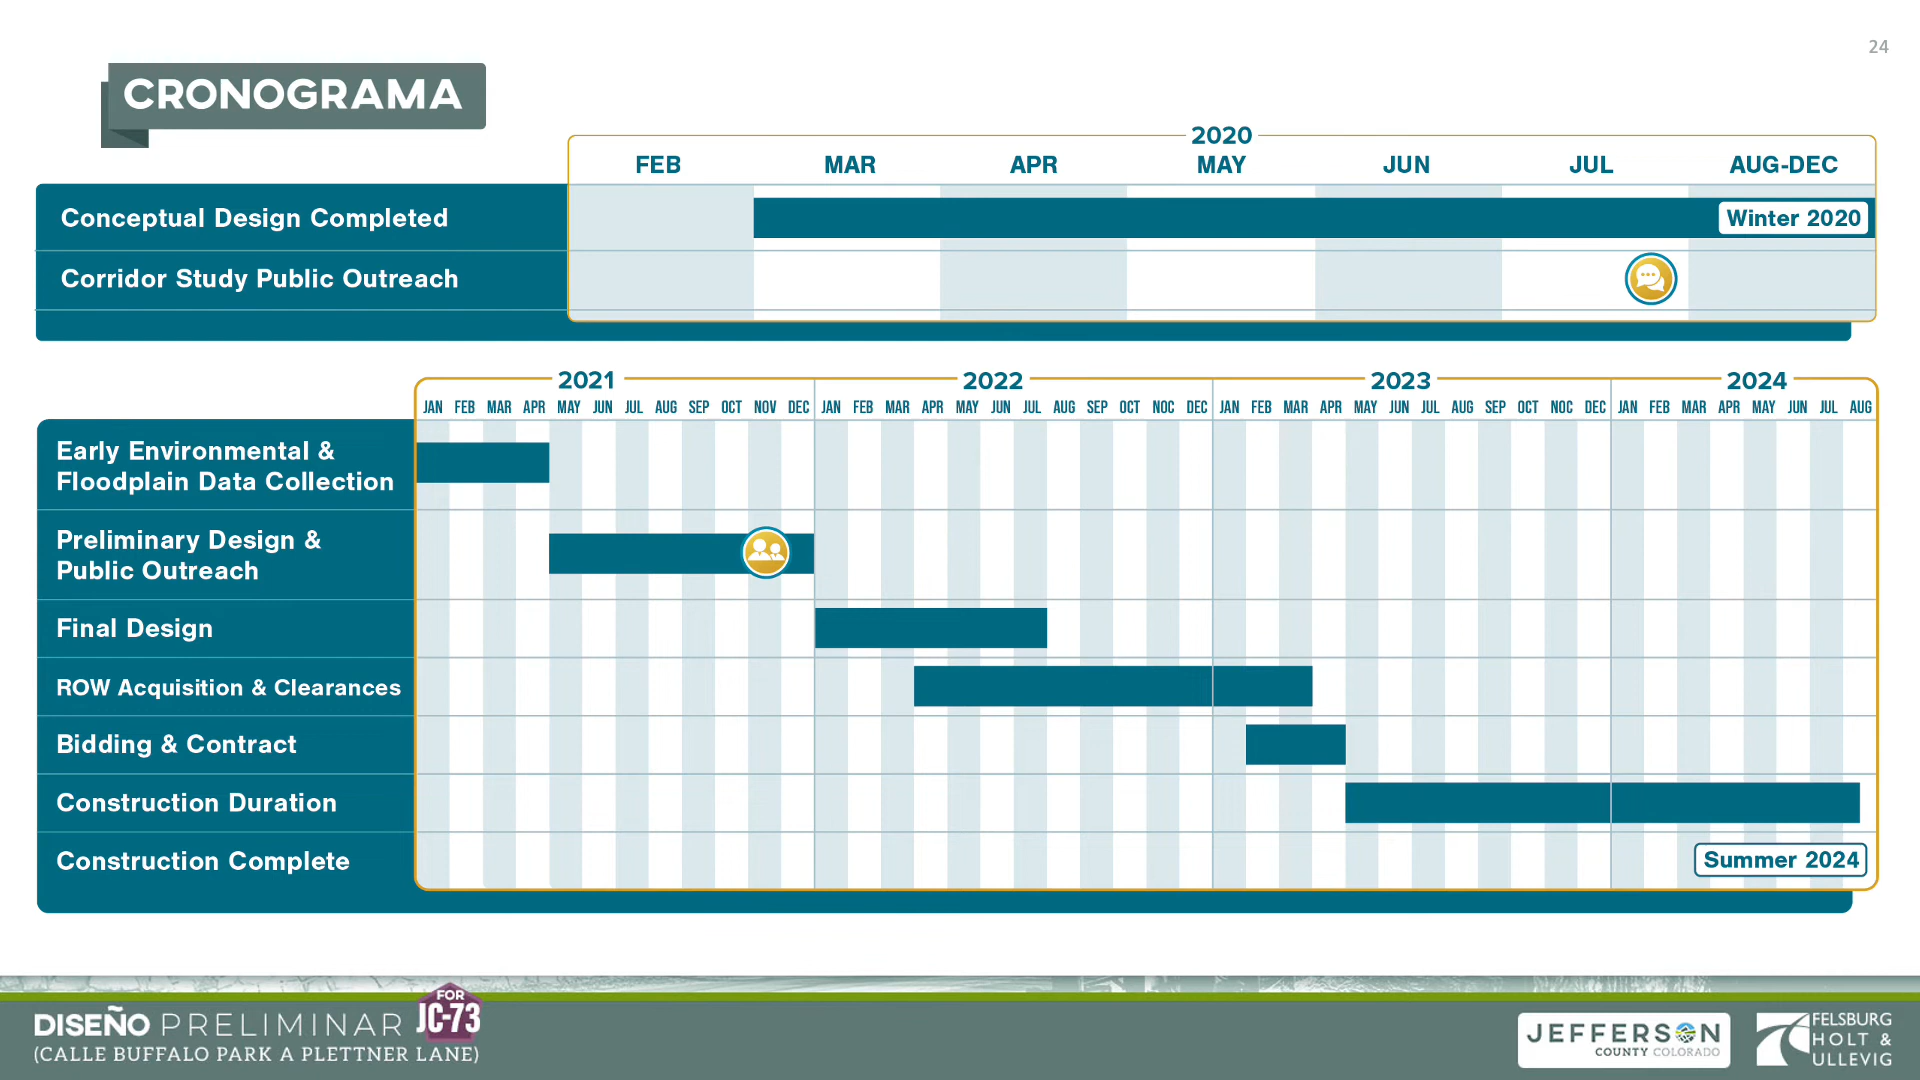 24
CRONOGRAMA
2020
FEB MAR APR MAY JUN JUL AUG-DEC
Conceptual Design Completed
Winter 2020
Corridor Study Public Outreach
2021 2022 2023 2024
JAN FEB MAR APR MAY JUN JUL AUG SEP OCT NOV DEC JAN FEB MAR APR MAY JUN JUL AUG SEP OCT NOC DEC JAN FEB MAR APR MAY JUN JUL AUG SEP OCT NOC DEC JAN FEB MAR APR MAY JUN JUL AUG
Early Environmental &
Floodplain Data Collection
Preliminary Design &
Public Outreach
Final Design
ROW Acquisition & Clearances
Bidding & Contract
Construction Duration
Construction Complete
Summer 2024
DISEÑO PRELIMINAR
FOR
JC-73
(CALLE BUFFALO PARK A PLETTNER LANE)
JEFFERSON
COUNTY COLORADO
FELSBURG
HOLT &
ULLEVIG